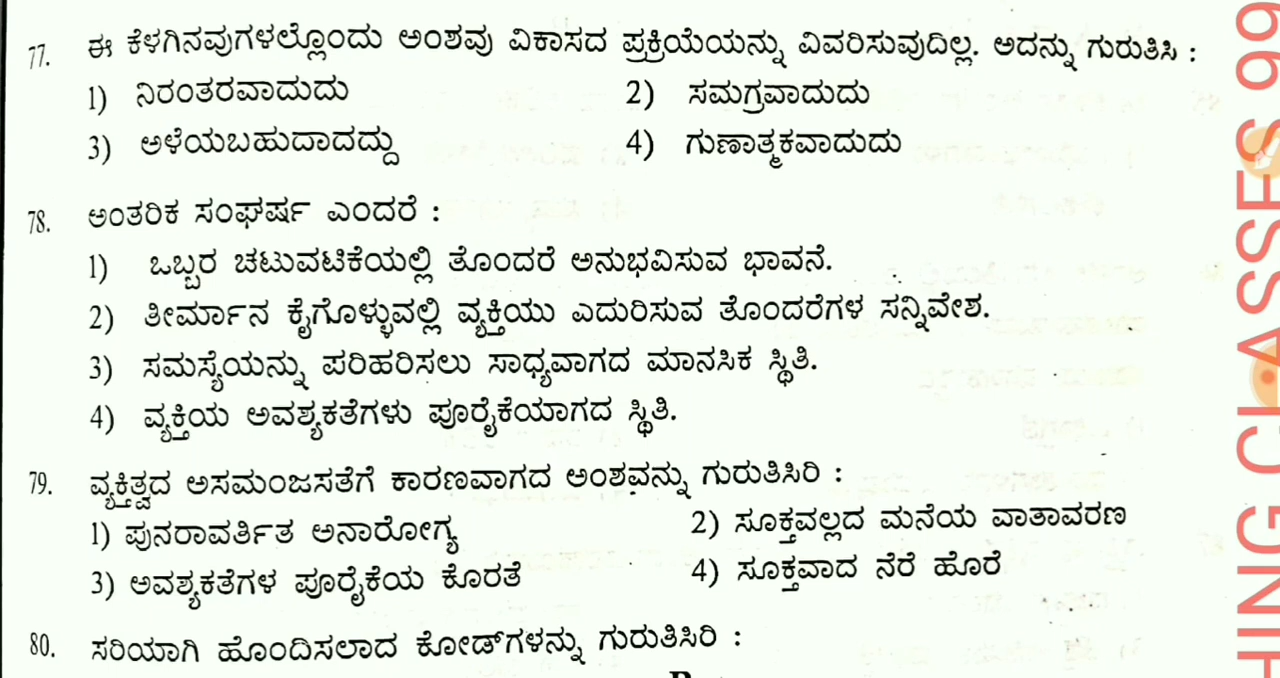 77. ಈ ಕೆಳಗಿನವುಗಳಲ್ಲೊಂದು ಅಂಶವು ವಿಕಾಸದ ಪ್ರಕ್ರಿಯೆಯನ್ನು ವಿವರಿಸುವುದಿಲ್ಲ. ಅದನ್ನು ಗುರುತಿಸಿ :
1) ನಿರಂತರವಾದುದು 2) ಸಮಗ್ರವಾದುದು
3) ಅಳೆಯಬಹುದಾದದ್ದು 4) ಗುಣಾತ್ಮಕವಾದುದು
78. ಅಂತರಿಕ ಸಂಘರ್ಷ ಎಂದರೆ :
1) ಒಬ್ಬರ ಚಟುವಟಿಕೆಯಲ್ಲಿ ತೊಂದರೆ ಅನುಭವಿಸುವ ಭಾವನೆ.
2) ತೀರ್ಮಾನ ಕೈಗೊಳ್ಳುವಲ್ಲಿ ವ್ಯಕ್ತಿಯು ಎದುರಿಸುವ ತೊಂದರೆಗಳ ಸನ್ನಿವೇಶ.
3) ಸಮಸ್ಯೆಯನ್ನು ಪರಿಹರಿಸಲು ಸಾಧ್ಯವಾಗದ ಮಾನಸಿಕ ಸ್ಥಿತಿ.
4) ವ್ಯಕ್ತಿಯ ಅವಶ್ಯಕತೆಗಳು ಪೂರೈಕೆಯಾಗದ ಸ್ಥಿತಿ.
79. ವ್ಯಕ್ತಿತ್ವದ ಅಸಮಂಜಸತೆಗೆ ಕಾರಣವಾಗದ ಅಂಶವನ್ನು ಗುರುತಿಸಿರಿ :
1) ಪುನರಾವರ್ತಿತ ಅನಾರೋಗ್ಯ 2) ಸೂಕ್ತವಲ್ಲದ ಮನೆಯ ವಾತಾವರಣ
3) ಅವಶ್ಯಕತೆಗಳ ಪೂರೈಕೆಯ ಕೊರತೆ 4) ಸೂಕ್ತವಾದ ನೆರೆ ಹೊರೆ
80. ಸರಿಯಾಗಿ ಹೊಂದಿಸಲಾದ ಕೋಡ್‌ಗಳನ್ನು ಗುರುತಿಸಿರಿ :
HING CLASSES 99